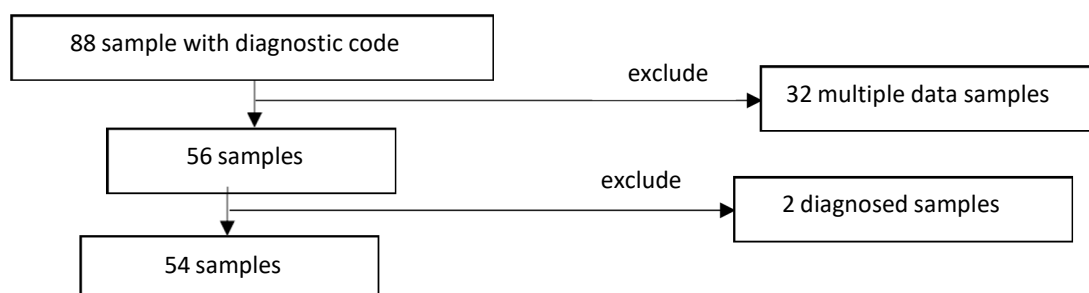 88 sample with diagnostic code
exclude
32 multiple data samples
56 samples
exclude
2 diagnosed samples
54 samples